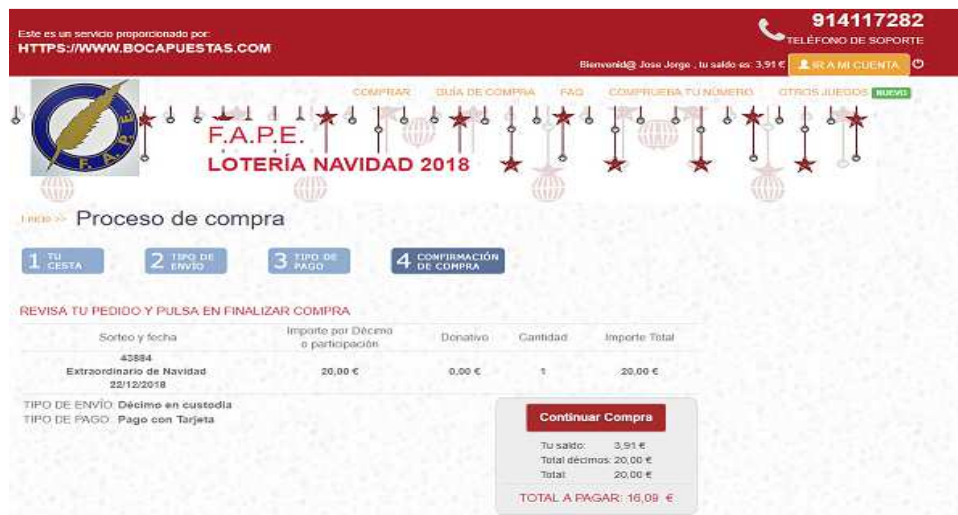 Este es un servicio proporcionado por:
HTTPS://WWW.BOCAPUESTAS.COM
914117282
TELÉFONO DE SOPORTE
Bienvenid@ Jose Jorge , tu saldo es: 3,91 € IR A MI CUENTA
COMPRAR GUÍA DE COMPRA FAQ COMPRUEBA TU NÚMERO OTROS JUEGOS NUEVO
F.A.P.E.
F.A.P.E.
LOTERÍA NAVIDAD 2018
Inicio >> Proceso de compra
1 TU CESTA
2 TIPO DE ENVÍO
3 TIPO DE PAGO
4 CONFIRMACIÓN DE COMPRA
REVISA TU PEDIDO Y PULSA EN FINALIZAR COMPRA
Sorteo y fecha Importe por Décimo o participación Donativo Cantidad Importe Total
43884
Extraordinario de Navidad 20,00 € 0,00 € 1 20,00 €
22/12/2018
TIPO DE ENVÍO: Décimo en custodia
TIPO DE PAGO: Pago con Tarjeta
Continuar Compra
Tu saldo: 3,91 €
Total décimos: 20,00 €
Total: 20,00 €
TOTAL A PAGAR: 16,09 €